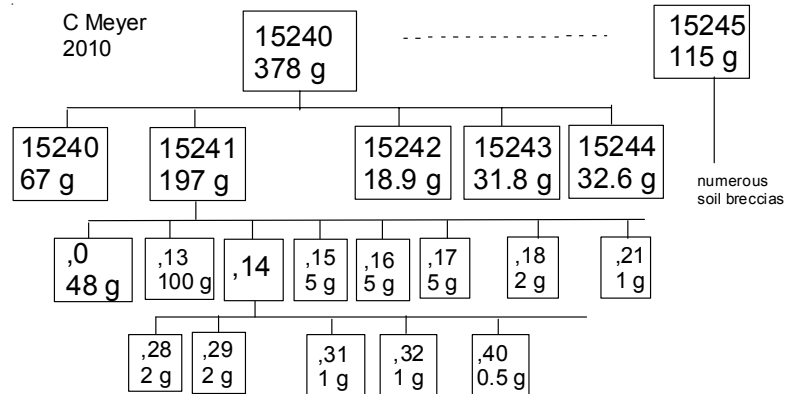 C Meyer
2010
15240
378 g
15245
115 g
15240
67 g
15241
197 g
15242
18.9 g
15243
31.8 g
15244
32.6 g
numerous
soil breccias
,0
48 g
,13
100 g
,14
,15
5 g
,16
5 g
,17
5 g
,18
2 g
,21
1 g
,28
2 g
,29
2 g
,31
1 g
,32
1 g
,40
0.5 g